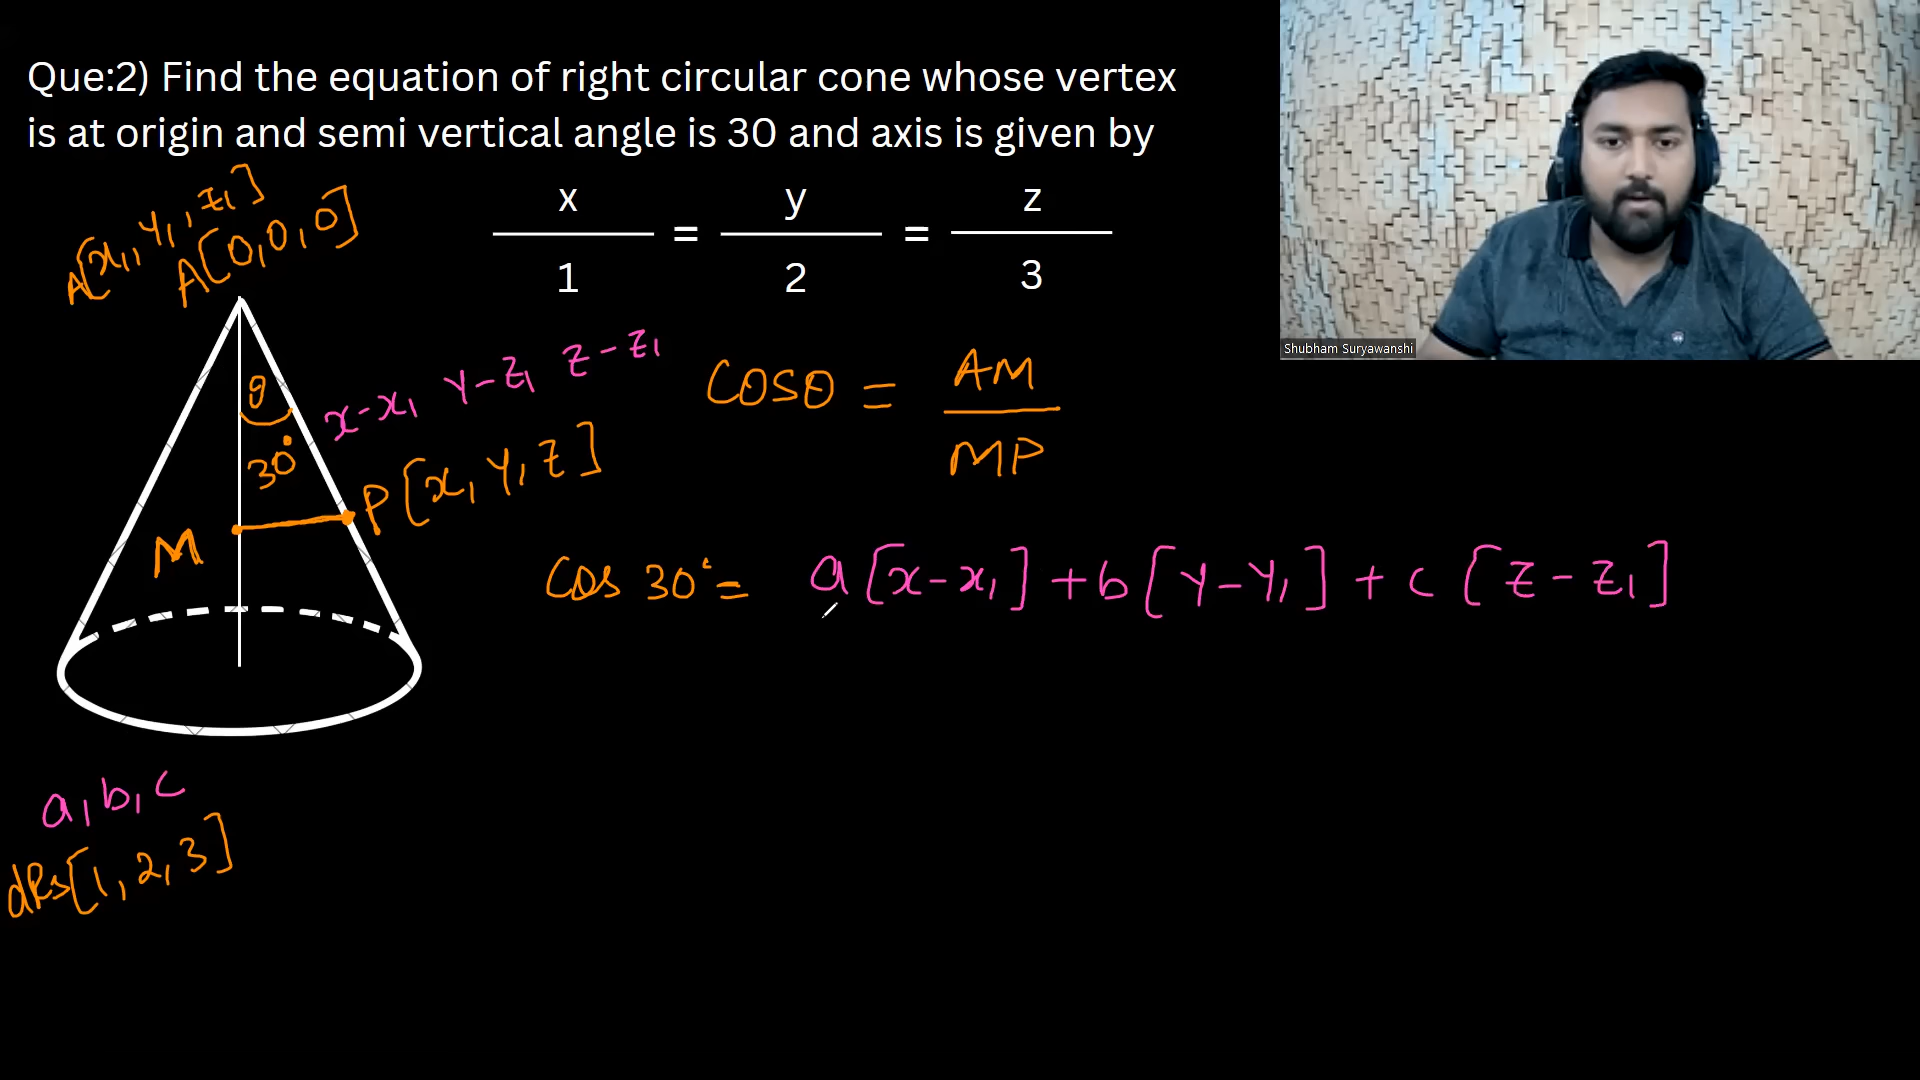 Que:2) Find the equation of right circular cone whose vertex
is at origin and semi vertical angle is 30 and axis is given by
x/1 = y/2 = z/3
A[x₁, y₁, z₁]
A[0, 0, 0]
θ
30°
x-x₁ y-z₁ z-z₁
P[x, y, z]
M
cosθ = AM/MP
cos 30° = a[x-x₁] + b[y-y₁] + c[z-z₁]
a, b, c
dRs[1, 2, 3]
Shubham Suryawanshi